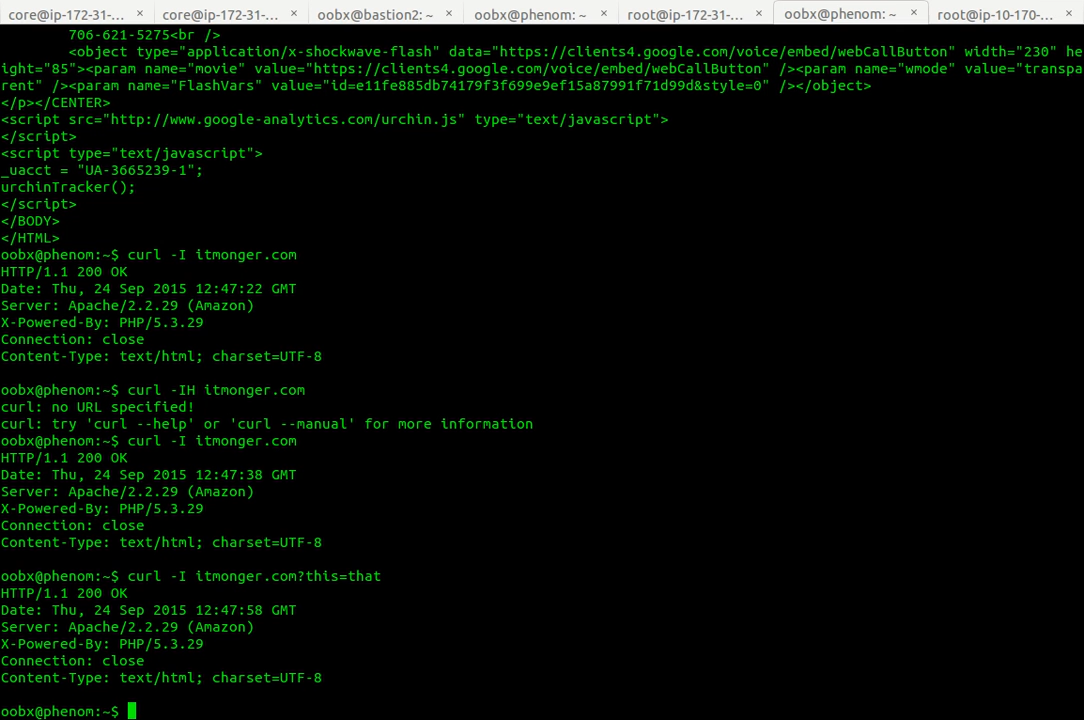 core@ip-172-31-... × core@ip-172-31-... × oobx@bastion2: ~ × oobx@phenom: ~ × root@ip-172-31-... × oobx@phenom: ~ × root@ip-10-170-... ×
706-621-5275<br />
<object type="application/x-shockwave-flash" data="https://clients4.google.com/voice/embed/webCallButton" width="230" he
ight="85"><param name="movie" value="https://clients4.google.com/voice/embed/webCallButton" /><param name="wmode" value="transpa
rent" /><param name="FlashVars" value="id=e11fe885db74179f3f699e9ef15a87991f71d99d&style=0" /></object>
</p></CENTER>
<script src="http://www.google-analytics.com/urchin.js" type="text/javascript">
</script>
<script type="text/javascript">
_uacct = "UA-3665239-1";
urchinTracker();
</script>
</BODY>
</HTML>
oobx@phenom:~$ curl -I itmonger.com
HTTP/1.1 200 OK
Date: Thu, 24 Sep 2015 12:47:22 GMT
Server: Apache/2.2.29 (Amazon)
X-Powered-By: PHP/5.3.29
Connection: close
Content-Type: text/html; charset=UTF-8
oobx@phenom:~$ curl -IH itmonger.com
curl: no URL specified!
curl: try 'curl --help' or 'curl --manual' for more information
oobx@phenom:~$ curl -I itmonger.com
HTTP/1.1 200 OK
Date: Thu, 24 Sep 2015 12:47:38 GMT
Server: Apache/2.2.29 (Amazon)
X-Powered-By: PHP/5.3.29
Connection: close
Content-Type: text/html; charset=UTF-8
oobx@phenom:~$ curl -I itmonger.com?this=that
HTTP/1.1 200 OK
Date: Thu, 24 Sep 2015 12:47:58 GMT
Server: Apache/2.2.29 (Amazon)
X-Powered-By: PHP/5.3.29
Connection: close
Content-Type: text/html; charset=UTF-8
oobx@phenom:~$